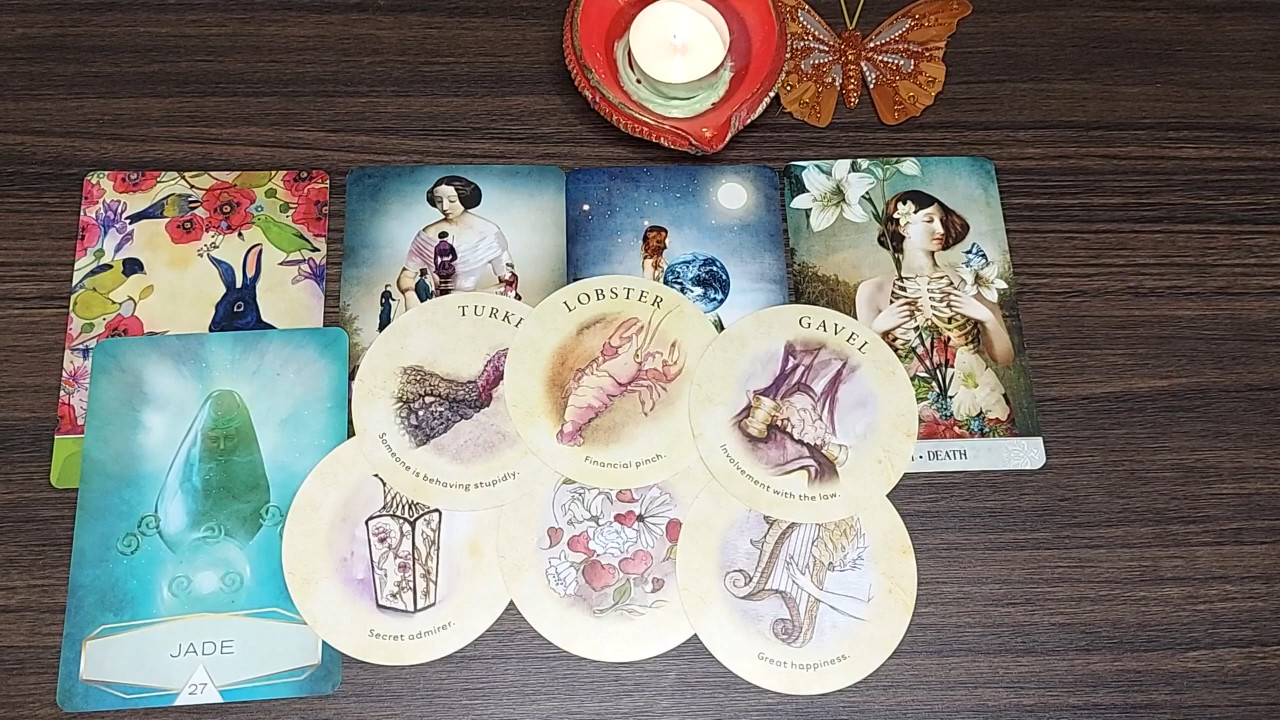 TURKE
LOBSTER
GAVEL
Someone is behaving stupidly.
Financial pinch.
Involvement with the law.
• DEATH
Secret admirer.
Great happiness.
JADE
27